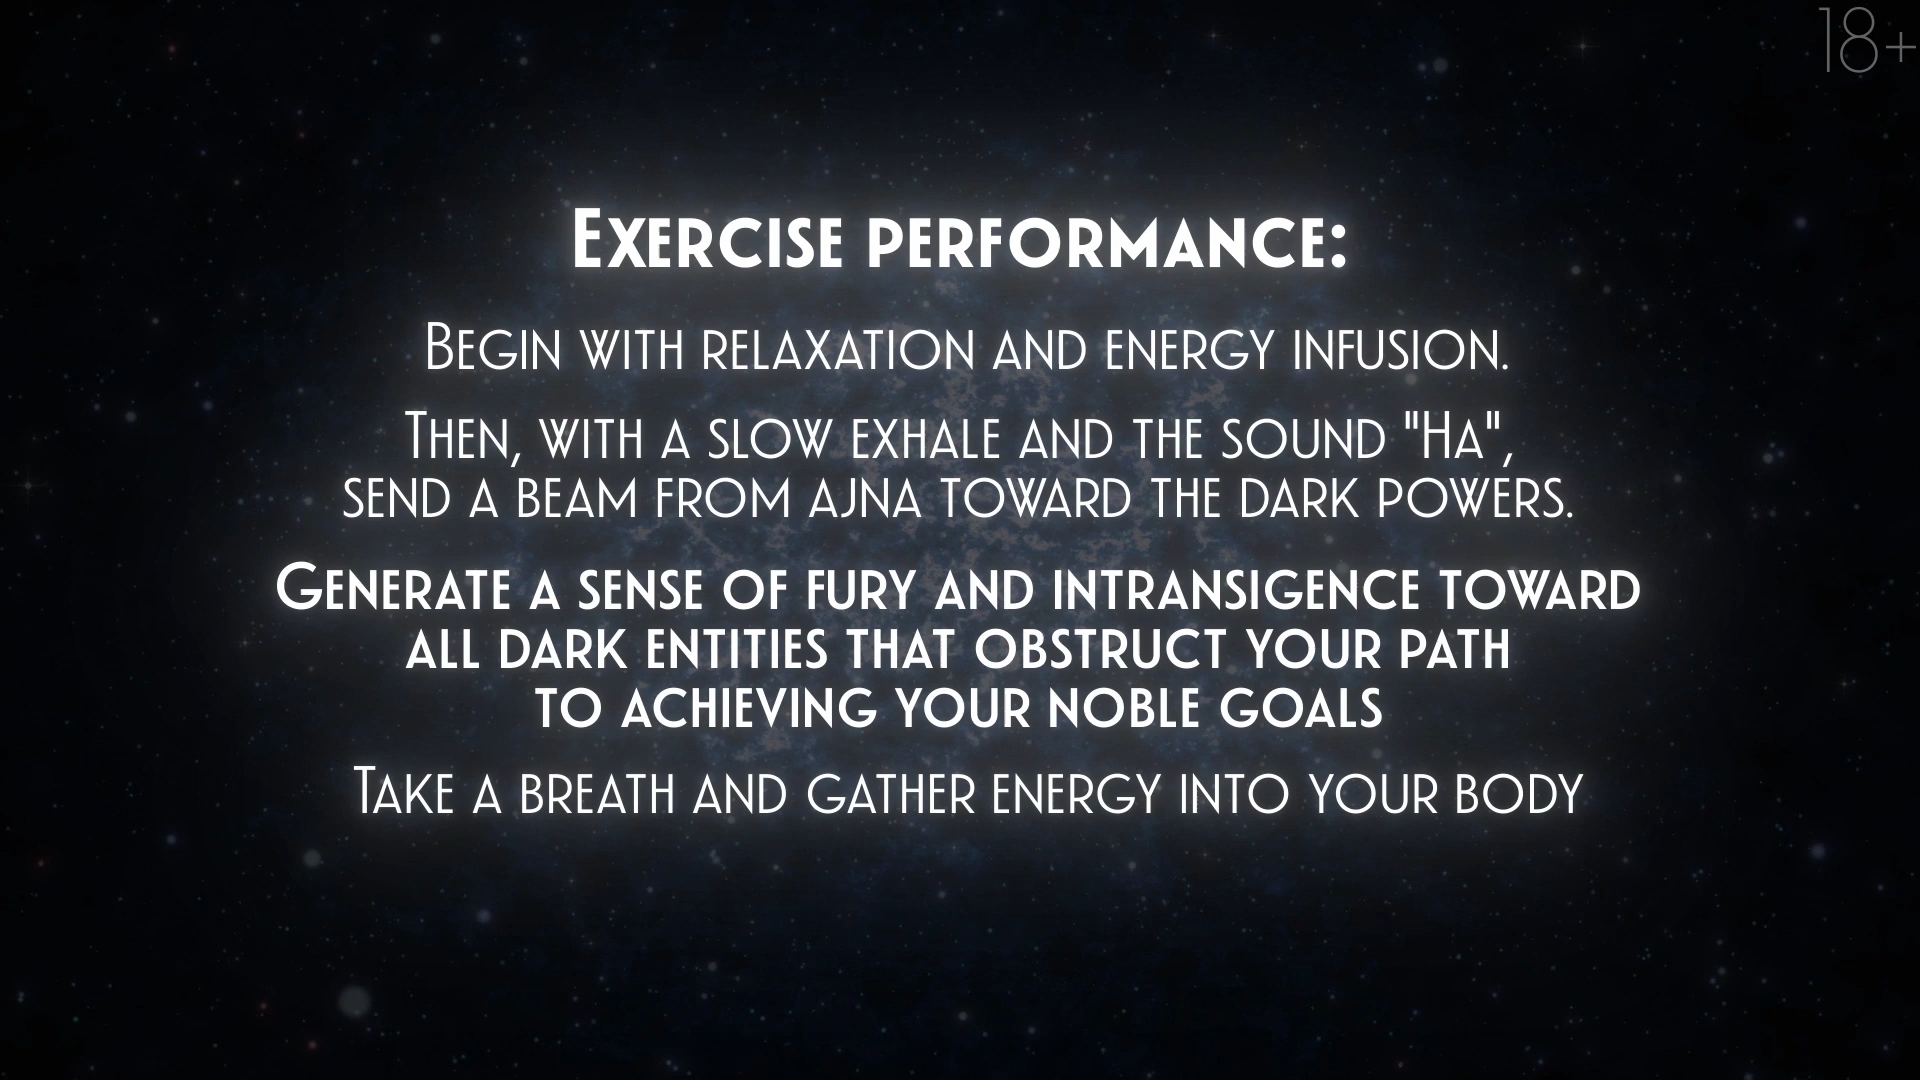 18+
Exercise performance:
Begin with relaxation and energy infusion.
Then, with a slow exhale and the sound "Ha",
send a beam from Ajna toward the dark powers.
Generate a sense of fury and intransigence toward
all dark entities that obstruct your path
to achieving your noble goals
Take a breath and gather energy into your body